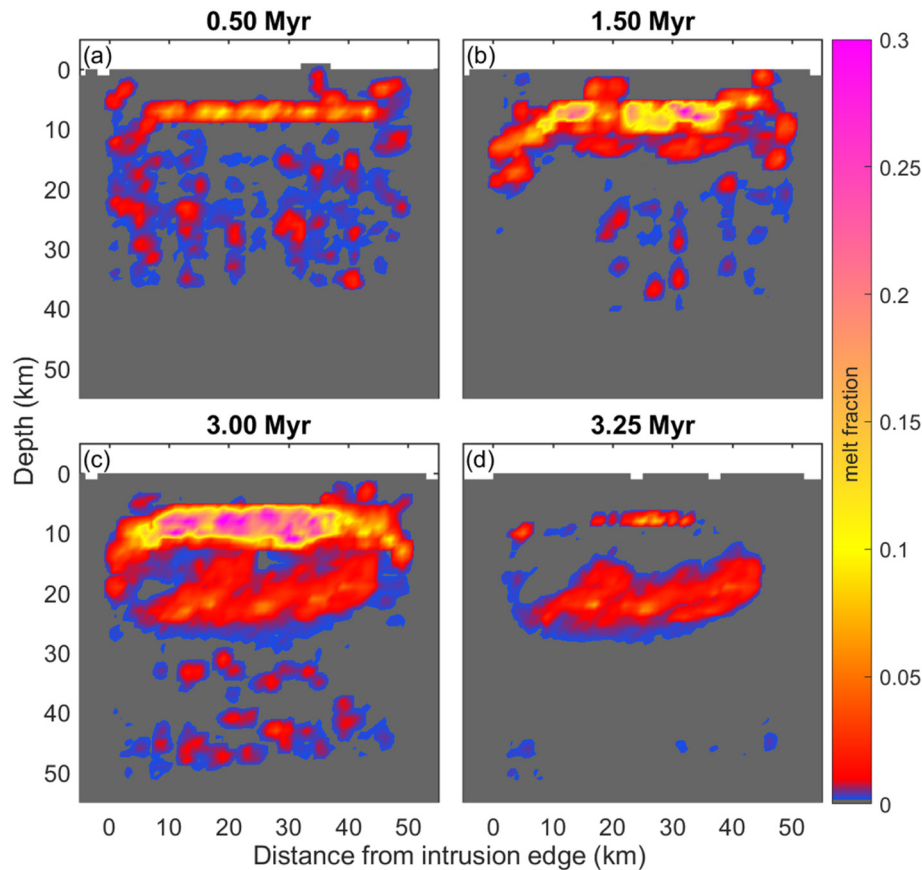 0.50 Myr
1.50 Myr
(a)
(b)
0
10
20
30
40
50
0.3
0.25
0.2
0.15
0.1
0.05
0
melt fraction
Depth (km)
3.00 Myr
3.25 Myr
(c)
(d)
0
10
20
30
40
50
0 10 20 30 40 50
0 10 20 30 40 50
Distance from intrusion edge (km)